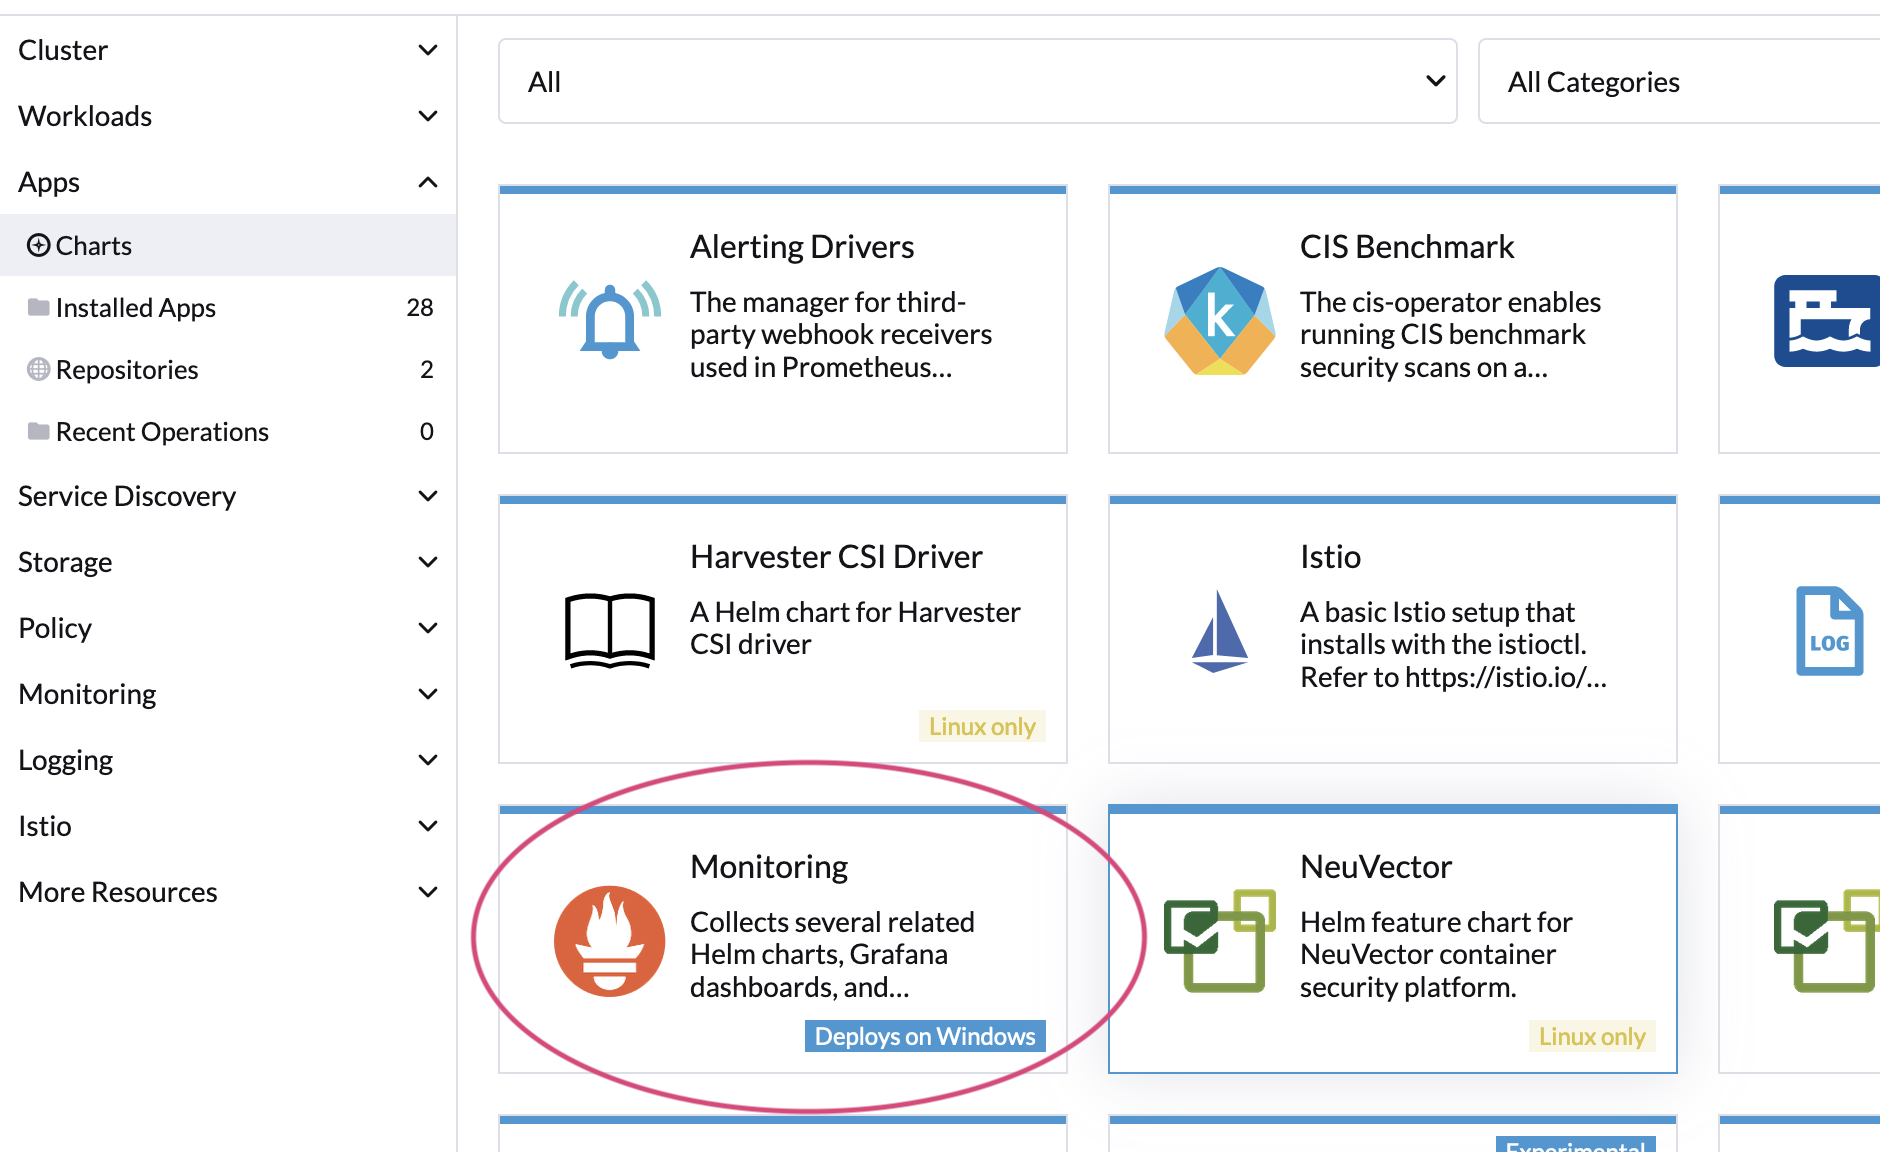 Cluster
Workloads
Apps
Charts
Installed Apps 28
Repositories 2
Recent Operations 0
Service Discovery
Storage
Policy
Monitoring
Logging
Istio
More Resources
All
All Categories
Alerting Drivers
The manager for third-
party webhook receivers
used in Prometheus...
k
CIS Benchmark
The cis-operator enables
running CIS benchmark
security scans on a...
Harvester CSI Driver
A Helm chart for Harvester
CSI driver
Linux only
Istio
A basic Istio setup that
installs with the istioctl.
Refer to https://istio.io/...
LOG
Monitoring
Collects several related
Helm charts, Grafana
dashboards, and...
Deploys on Windows
NeuVector
Helm feature chart for
NeuVector container
security platform.
Linux only
Experimental